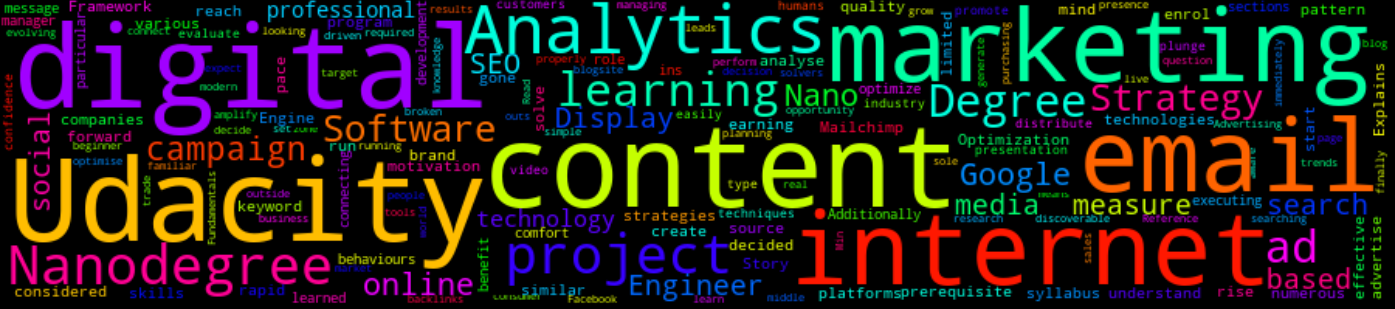 message
Framework
reach
professional
customers
managing
humans
quality
grow
promote
mind
presence
enrol
sections
pattern
manager
evolving
various
connect
evaluate
looking
program
driven
required
results
development
particular
digital
Analytics
leads
marketing
limited
generate
purchasing
plunge
question
blog
immediately
SEO
gone
properly
role
perform
analyse
decision
solvers
blogsite
ins
expect
modern
pace
target
knowledge
Read
solve
learning
Nano
optimize
industry
opportunity
Degree
Strategy
live
confidence
companies
amplify
Engine
decide
set
broken
outs
simple
Display
easily
earning
planning
Mailchimp
distribute
technologies
Advertising
start
page
Explains
forward
beginner
optimise
campaign
familiar
Software
run
running
brand
motivation
content
sole
Optimization
presentation
email
trends
finally
social
Udacity
trade
Fundamentals
outside
keyword
business
connecting
people
tools
world
video
type
real
Google
media
means
measure
executing
search
aware
technology
strategies
techniques
Additionally
research
discoverable
Reference
searching
Nanodegree
behaviours
market
comfort
create
source
decided
project
Story
Min
internet
sales
ad
based
effective
advertise
considered
skills
rapid
learned
online
backlinks
benefit
consumer
similar
Facebook
Engineer
learn
middle
platforms
prerequisite
syllabus
understand
rise
numerous